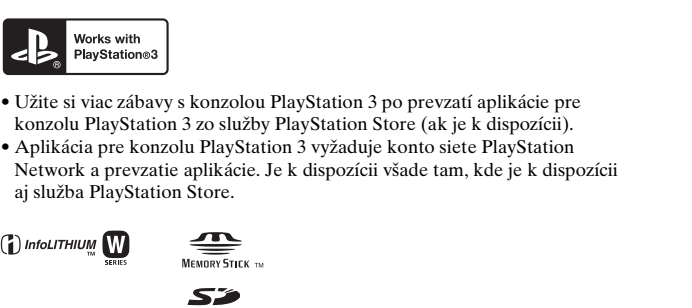 Works with
PlayStation®3
®
• Užite si viac zábavy s konzolou PlayStation 3 po prevzatí aplikácie pre
konzolu PlayStation 3 zo služby PlayStation Store (ak je k dispozícii).
• Aplikácia pre konzolu PlayStation 3 vyžaduje konto siete PlayStation
Network a prevzatie aplikácie. Je k dispozícii všade tam, kde je k dispozícii
aj služba PlayStation Store.
i InfoLITHIUM TM W SERIES
MEMORY STICK TM
SD